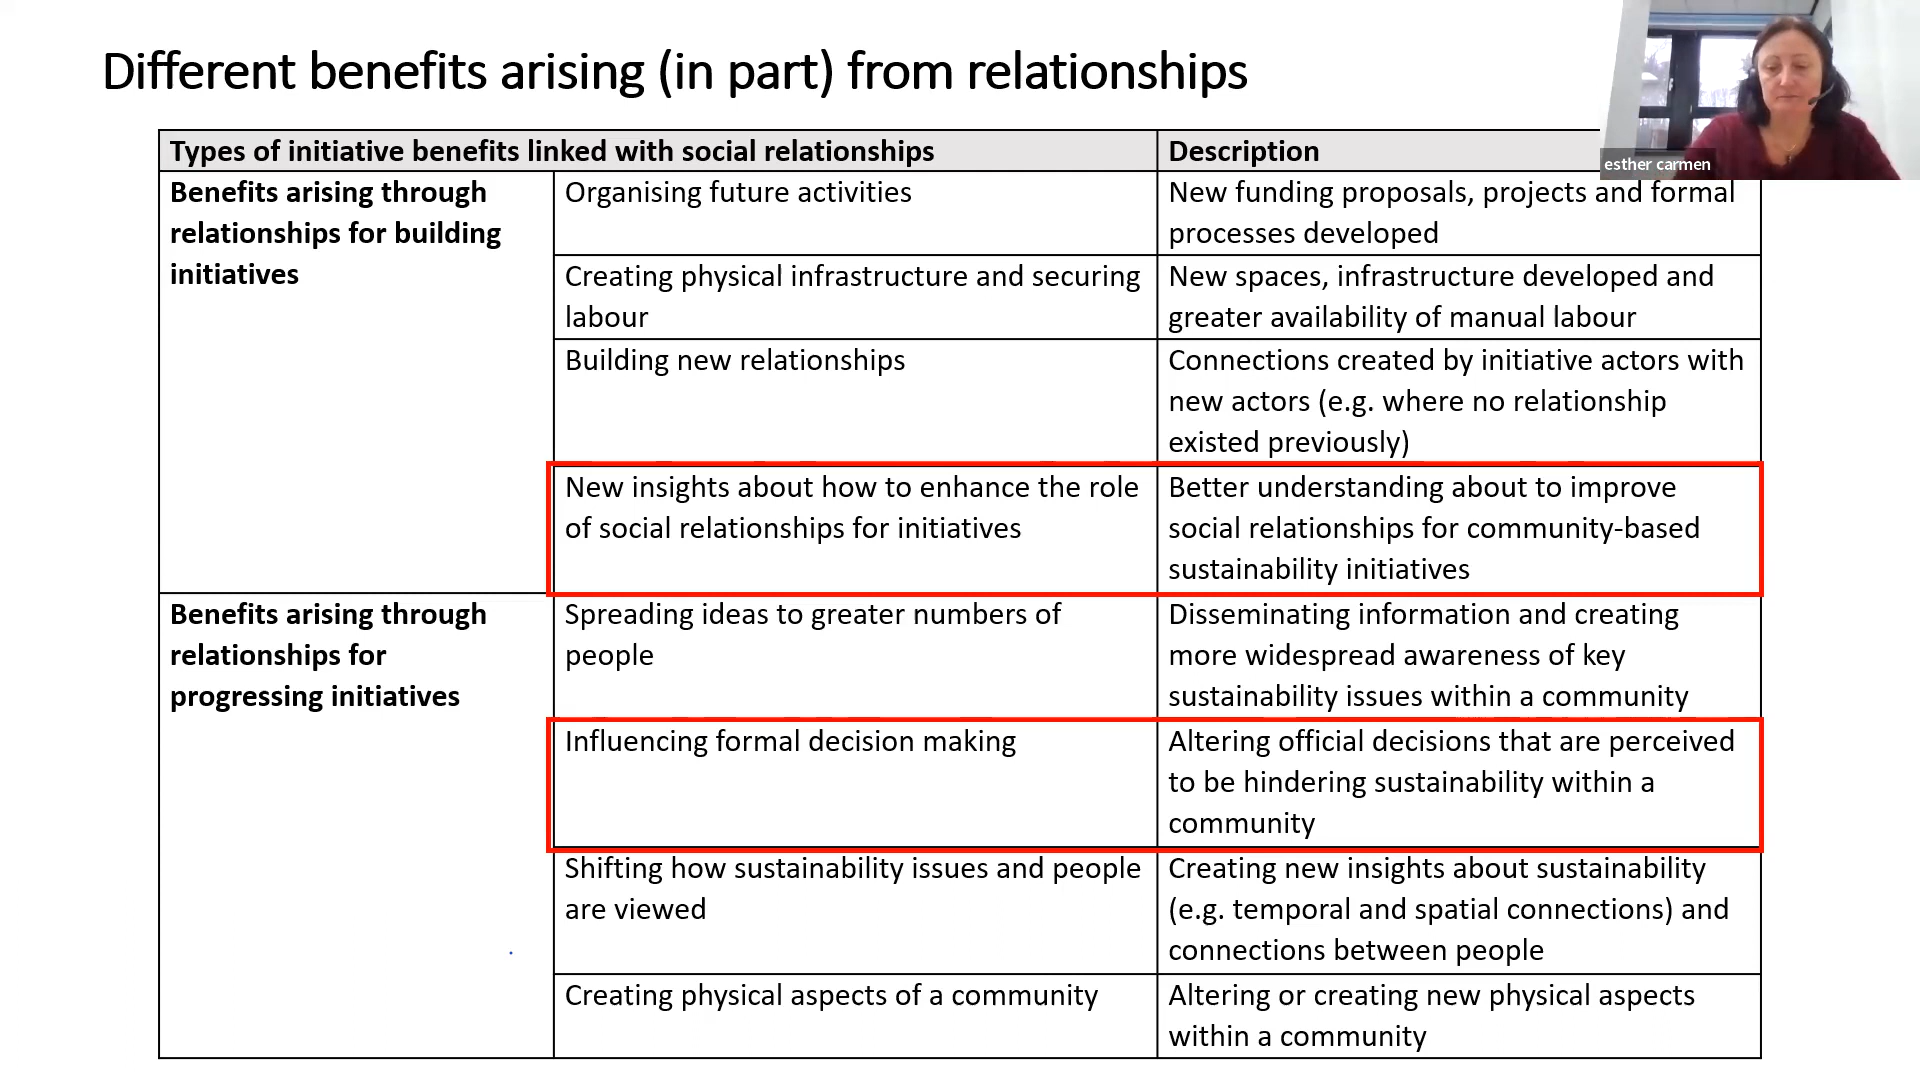 Different benefits arising (in part) from relationships
esther carmen
Types of initiative benefits linked with social relationships
Description
Benefits arising through
relationships for building
initiatives
Organising future activities
New funding proposals, projects and formal
processes developed
Creating physical infrastructure and securing
labour
New spaces, infrastructure developed and
greater availability of manual labour
Building new relationships
Connections created by initiative actors with
new actors (e.g. where no relationship
existed previously)
New insights about how to enhance the role
of social relationships for initiatives
Better understanding about to improve
social relationships for community-based
sustainability initiatives
Benefits arising through
relationships for
progressing initiatives
Spreading ideas to greater numbers of
people
Disseminating information and creating
more widespread awareness of key
sustainability issues within a community
Influencing formal decision making
Altering official decisions that are perceived
to be hindering sustainability within a
community
Shifting how sustainability issues and people
are viewed
Creating new insights about sustainability
(e.g. temporal and spatial connections) and
connections between people
Creating physical aspects of a community
Altering or creating new physical aspects
within a community